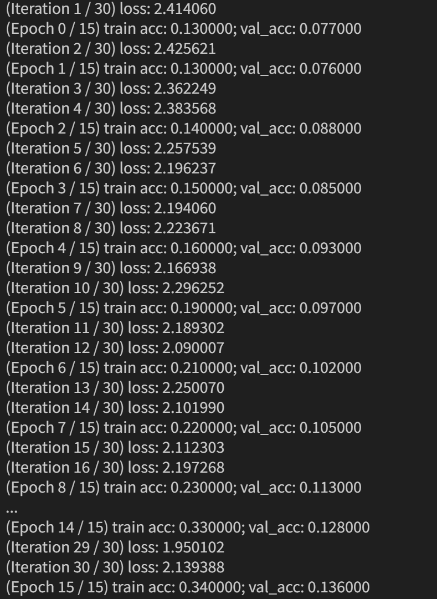 (Iteration 1 / 30) loss: 2.414060
(Epoch 0 / 15) train acc: 0.130000; val_acc: 0.077000
(Iteration 2 / 30) loss: 2.425621
(Epoch 1 / 15) train acc: 0.130000; val_acc: 0.076000
(Iteration 3 / 30) loss: 2.362249
(Iteration 4 / 30) loss: 2.383568
(Epoch 2 / 15) train acc: 0.140000; val_acc: 0.088000
(Iteration 5 / 30) loss: 2.257539
(Iteration 6 / 30) loss: 2.196237
(Epoch 3 / 15) train acc: 0.150000; val_acc: 0.085000
(Iteration 7 / 30) loss: 2.194060
(Iteration 8 / 30) loss: 2.223671
(Epoch 4 / 15) train acc: 0.160000; val_acc: 0.093000
(Iteration 9 / 30) loss: 2.166938
(Iteration 10 / 30) loss: 2.296252
(Epoch 5 / 15) train acc: 0.190000; val_acc: 0.097000
(Iteration 11 / 30) loss: 2.189302
(Iteration 12 / 30) loss: 2.090007
(Epoch 6 / 15) train acc: 0.210000; val_acc: 0.102000
(Iteration 13 / 30) loss: 2.250070
(Iteration 14 / 30) loss: 2.101990
(Epoch 7 / 15) train acc: 0.220000; val_acc: 0.105000
(Iteration 15 / 30) loss: 2.112303
(Iteration 16 / 30) loss: 2.197268
(Epoch 8 / 15) train acc: 0.230000; val_acc: 0.113000
...
(Epoch 14 / 15) train acc: 0.330000; val_acc: 0.128000
(Iteration 29 / 30) loss: 1.950102
(Iteration 30 / 30) loss: 2.139388
(Epoch 15 / 15) train acc: 0.340000; val_acc: 0.136000